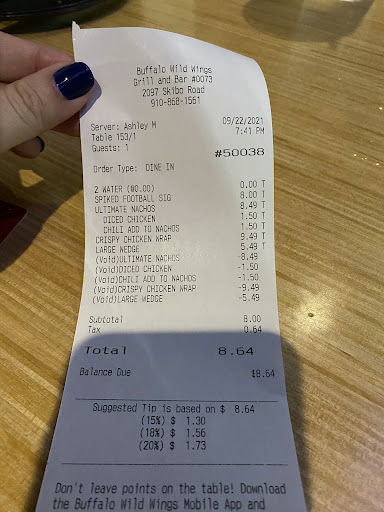 Buffalo Wild Wings
Grill and Bar #0073
2097 Skibo Road
910-868-1561
Server: Ashley M 09/22/2021
Table 153/1 7:41 PM
Guests: 1
#50038
Order Type: DINE IN
2 WATER (@0.00) 0.00 T
SPIKED FOOTBALL SIG 8.00 T
ULTIMATE NACHOS 8.49 T
DICED CHICKEN 1.50 T
CHILI ADD TO NACHOS 1.50 T
CRISPY CHICKEN WRAP 9.49 T
LARGE WEDGE 5.49 T
(Void)ULTIMATE NACHOS -8.49
(Void)DICED CHICKEN -1.50
(Void)CHILI ADD TO NACHOS -1.50
(Void)CRISPY CHICKEN WRAP -9.49
(Void)LARGE WEDGE -5.49
Subtotal 8.00
Tax 0.64
Total 8.64
Balance Due $8.64
Suggested Tip is based on $ 8.64
(15%) $ 1.30
(18%) $ 1.56
(20%) $ 1.73
Don't leave points on the table! Download
the Buffalo Wild Wings Mobile App and